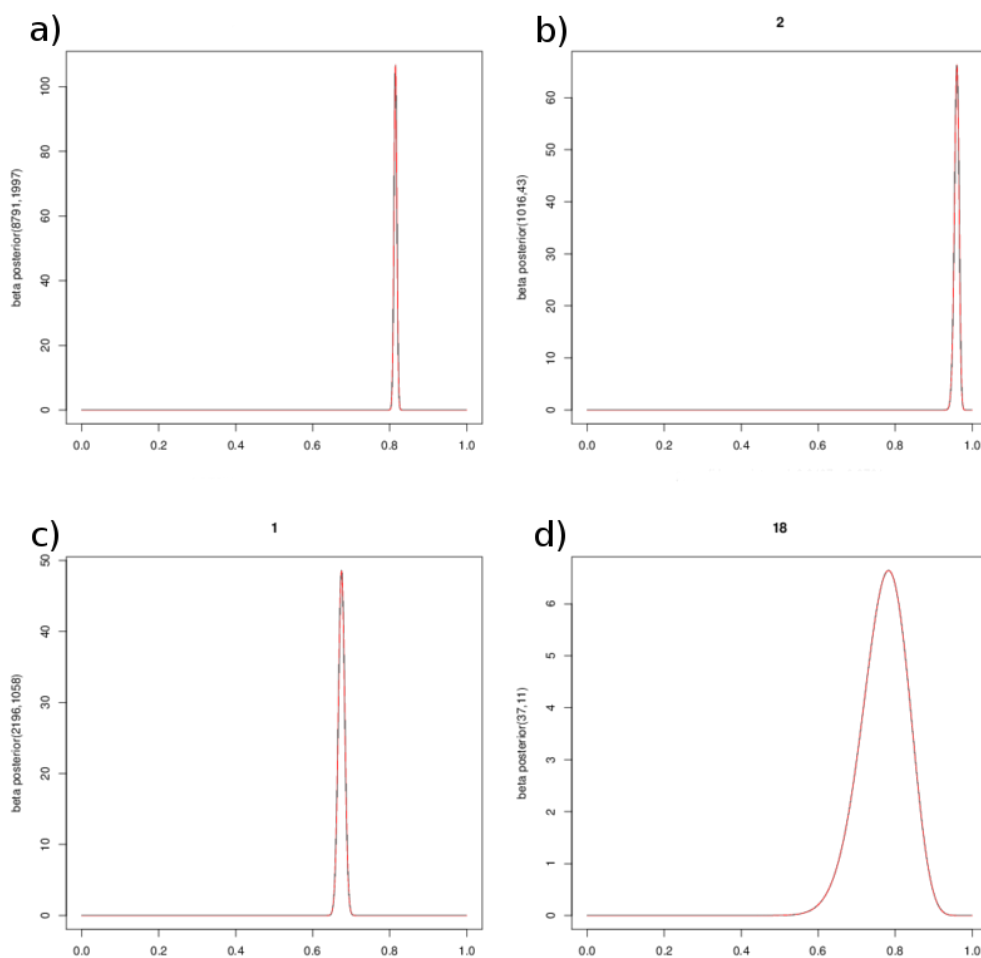 a)
beta posterior(8791,1997)
100
80
60
40
20
0
0.0 0.2 0.4 0.6 0.8 1.0
b)
2
beta posterior(1016,43)
60
50
40
30
20
10
0
0.0 0.2 0.4 0.6 0.8 1.0
c)
1
beta posterior(2196,1058)
50
40
30
20
10
0
0.0 0.2 0.4 0.6 0.8 1.0
d)
18
beta posterior(37,11)
6
5
4
3
2
1
0
0.0 0.2 0.4 0.6 0.8 1.0